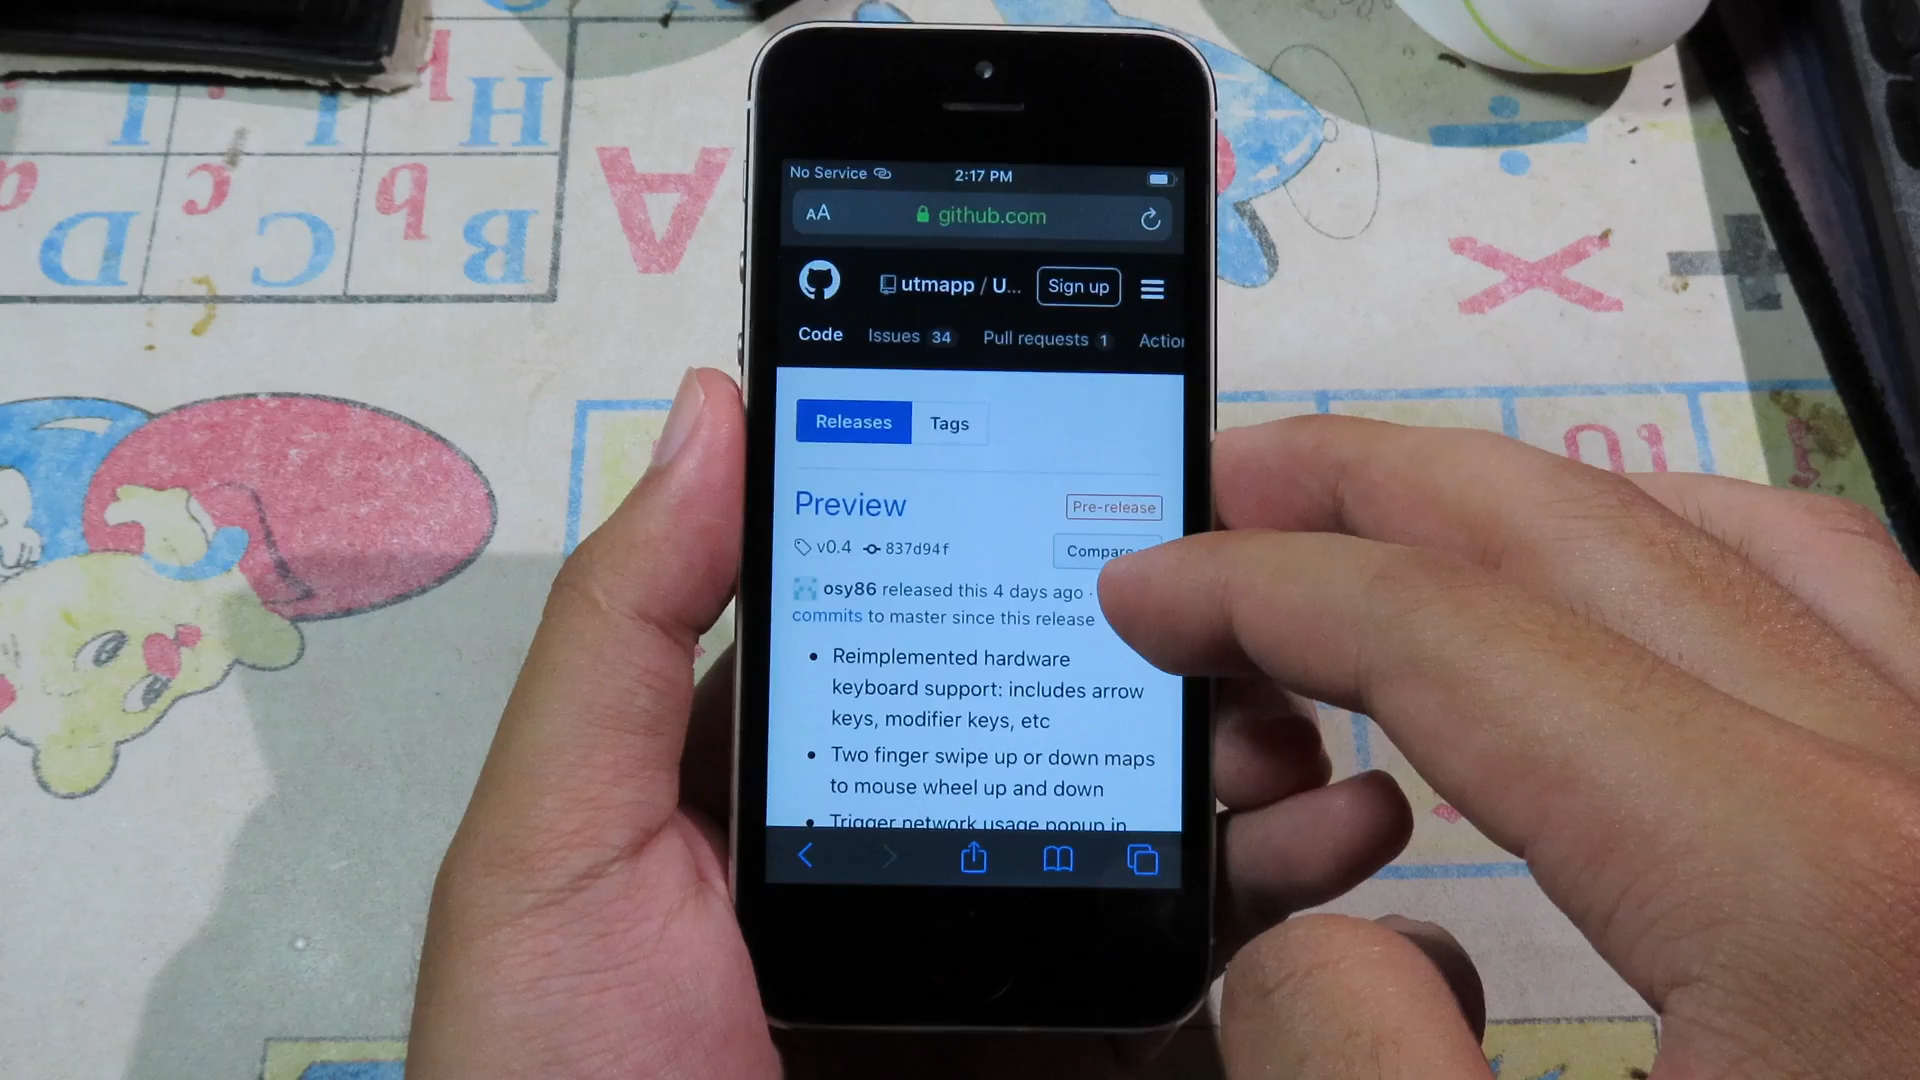 No Service 2:17 PM
AA github.com
utmapp / U... Sign up
Code Issues 34 Pull requests 1 Action
Releases Tags
Preview Pre-release
v0.4 837d94f Compare
osy86 released this 4 days ago ·
commits to master since this release
• Reimplemented hardware
keyboard support: includes arrow
keys, modifier keys, etc
• Two finger swipe up or down maps
to mouse wheel up and down
• Trigger network usage popup in
h H
I i I
a D c C b B
A
÷
× +
10